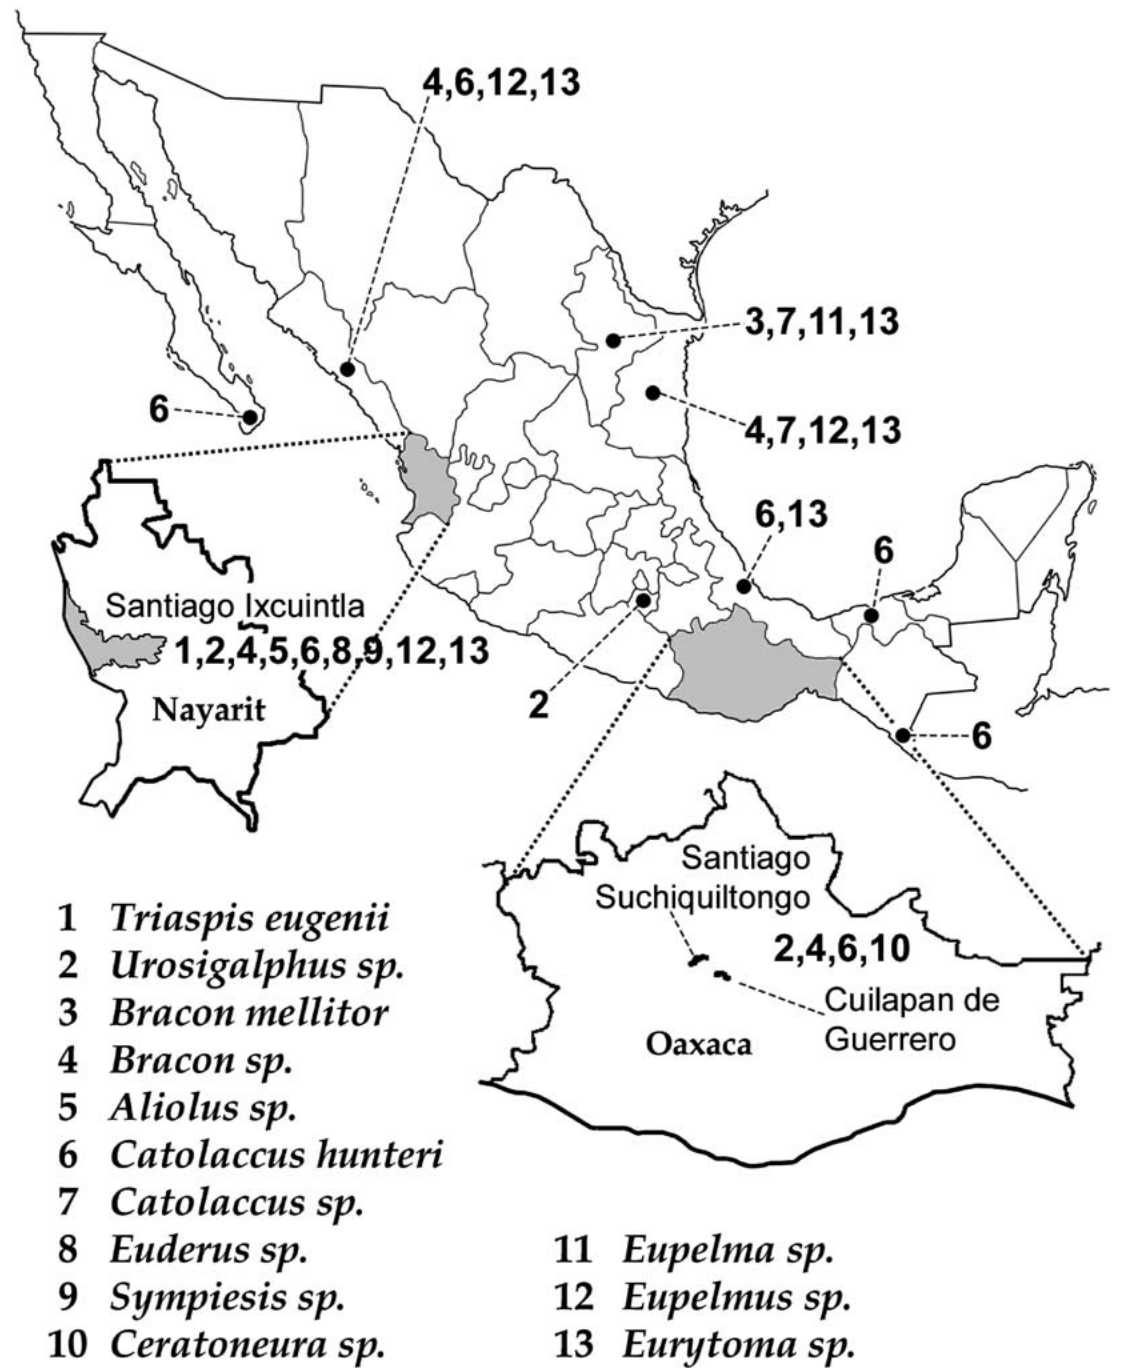 4,6,12,13
3,7,11,13
6
4,7,12,13
6,13
6
Santiago Ixcuintla
1,2,4,5,6,8,9,12,13
Nayarit
2
6
Santiago
Suchiquiltongo
2,4,6,10
Cuilapan de
Guerrero
Oaxaca
1 Triaspis eugenii
2 Urosigalphus sp.
3 Bracon mellitor
4 Bracon sp.
5 Aliolus sp.
6 Catolaccus hunteri
7 Catolaccus sp.
8 Euderus sp.
9 Sympiesis sp.
10 Ceratoneura sp.
11 Eupelma sp.
12 Eupelmus sp.
13 Eurytoma sp.